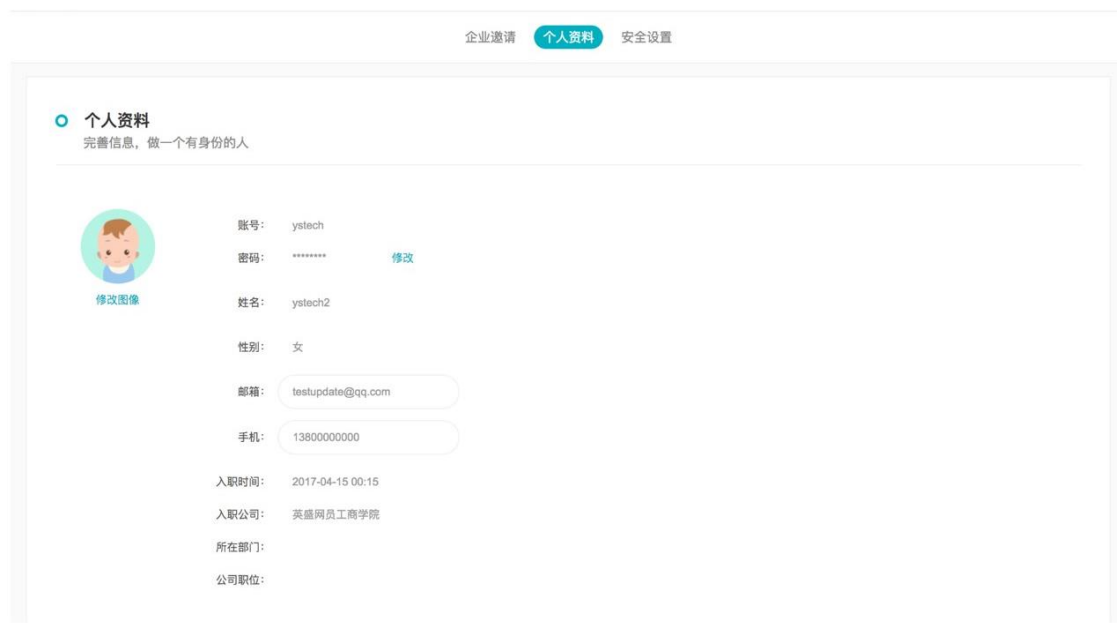 企业邀请 个人资料 安全设置
个人资料
完善信息，做一个有身份的人
账号： ystech
密码： ******** 修改
修改图像
姓名： ystech2
性别： 女
邮箱： testupdate@qq.com
手机： 13800000000
入职时间： 2017-04-15 00:15
入职公司： 英盛网员工商学院
所在部门：
公司职位：